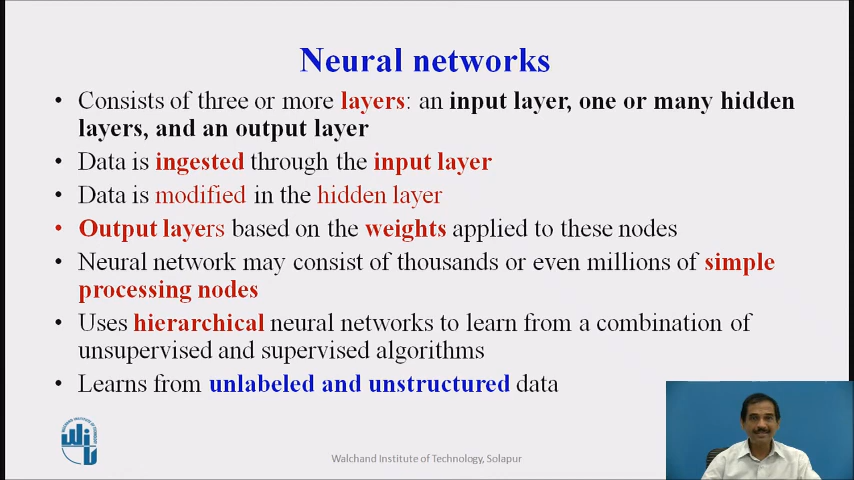 Neural networks
• Consists of three or more layers: an input layer, one or many hidden
layers, and an output layer
• Data is ingested through the input layer
• Data is modified in the hidden layer
• Output layers based on the weights applied to these nodes
• Neural network may consist of thousands or even millions of simple
processing nodes
• Uses hierarchical neural networks to learn from a combination of
unsupervised and supervised algorithms
• Learns from unlabeled and unstructured data
Walchand Institute of Technology, Solapur